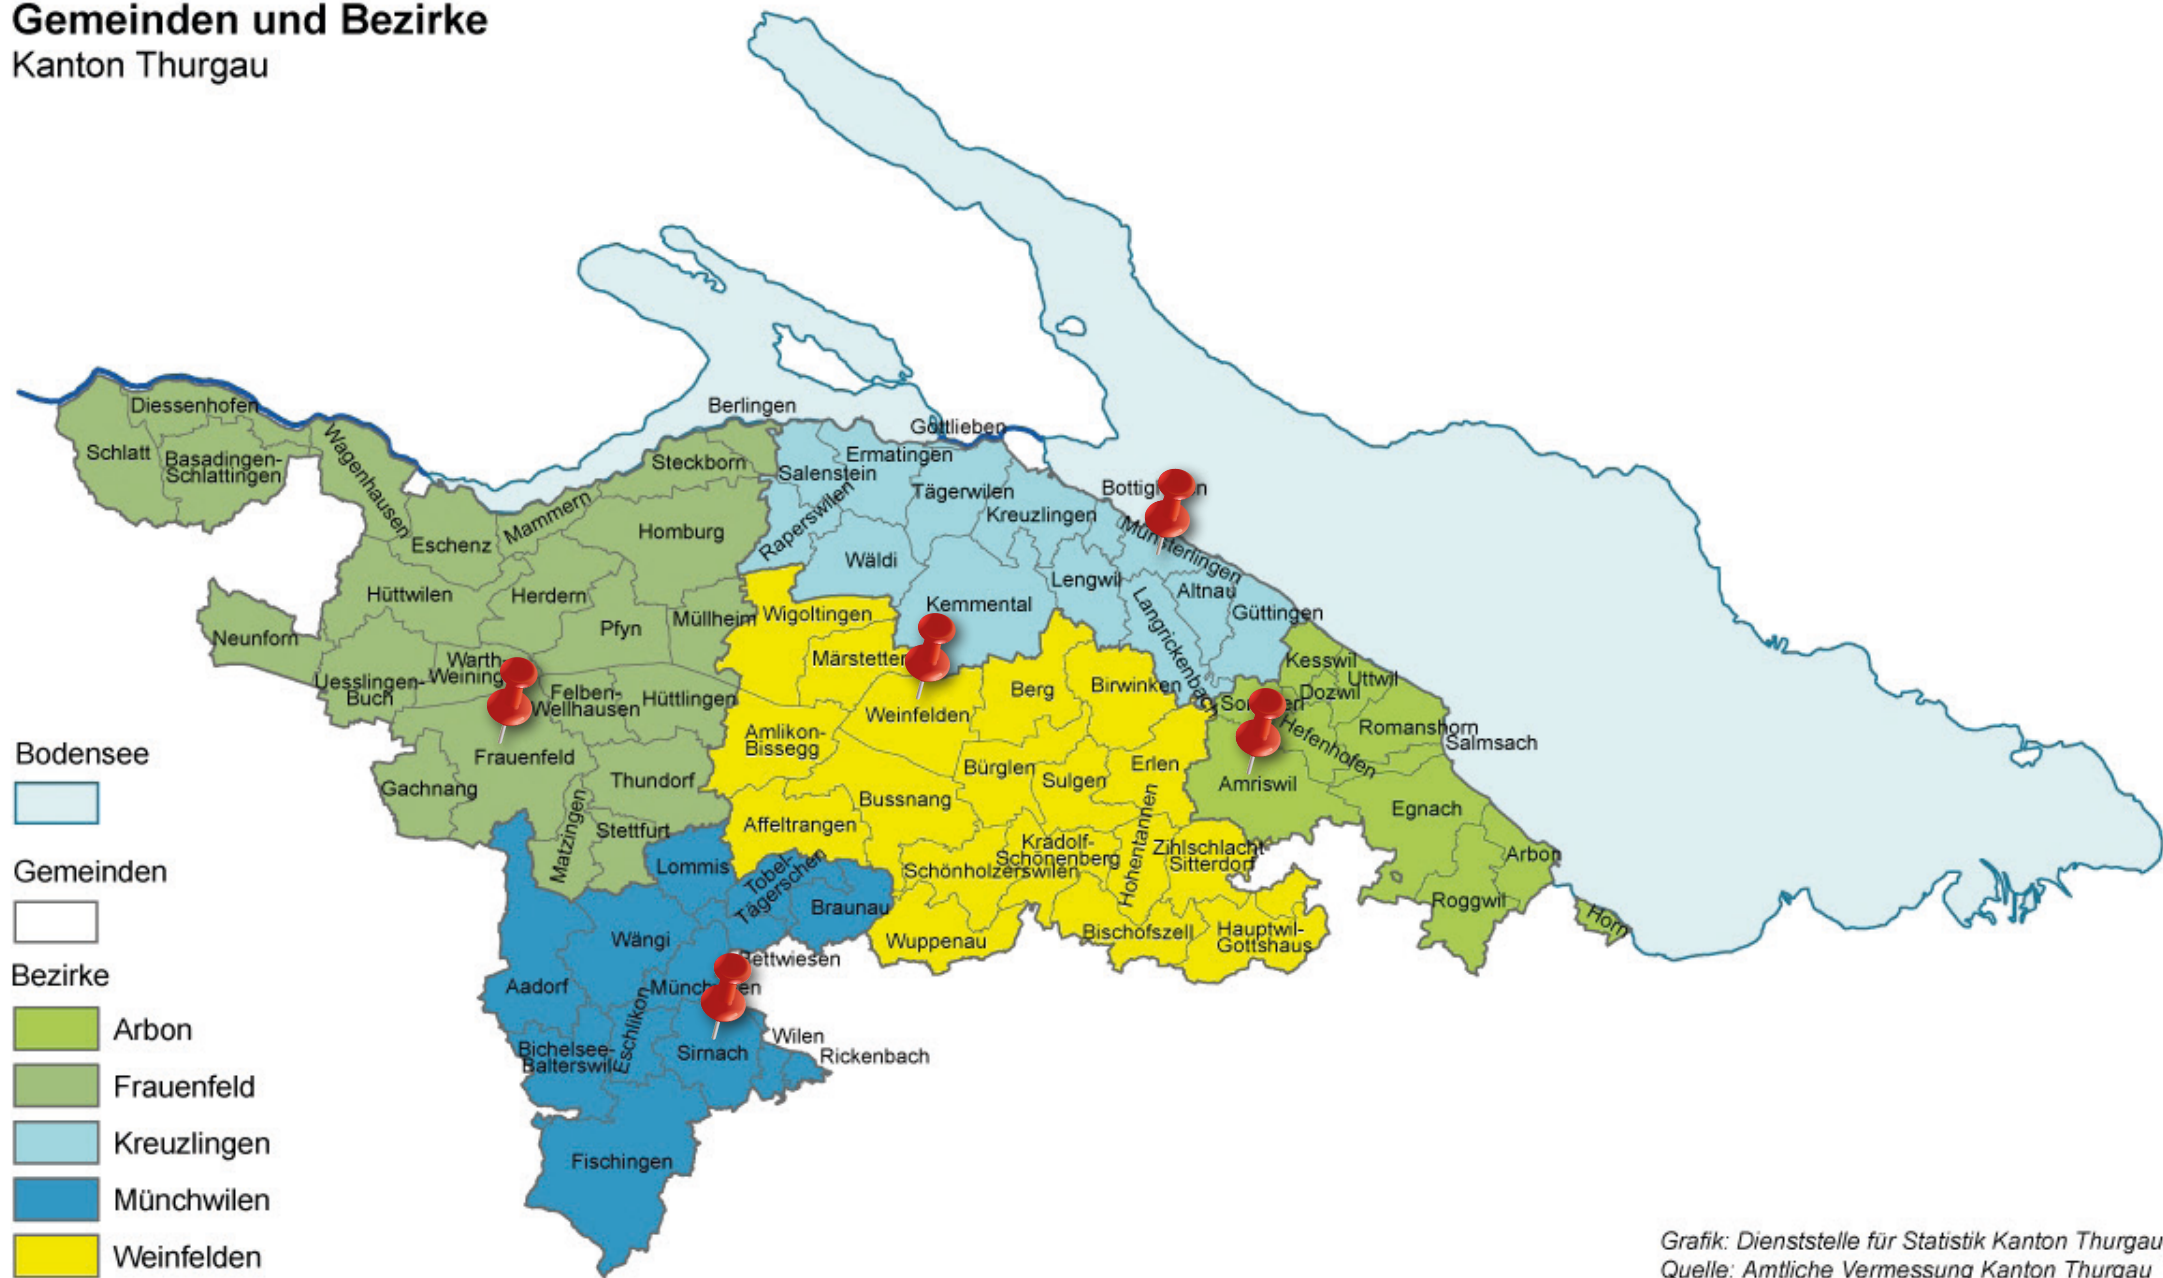 Gemeinden und Bezirke
Kanton Thurgau
Berlingen
Gottlieben
Diessenhofen
Schlatt
Basadingen-
Schlattingen
Wagenhausen
Steckborn
Ermatingen
Salenstein
Tägerwilen
Raperswilen
Kreuzlingen
Mammern
Homburg
Eschenz
Münsterlingen
Wäldi
Lengwil
Altnau
Hüttwilen
Herdern
Kemmental
Langrickenbach
Güttingen
Müllheim
Wigoltingen
Pfyn
Neunforn
Warth-
Weining
Märstetten
Kesswil
Uttwil
Uesslingen-
Buch
Felben-
Wellhausen
Hüttlingen
Berg
Birwinken
Dozwil
Weinfelden
Hefenhofen
Romanshorn
Salmsach
Amlikon-
Bissegg
Frauenfeld
Bürglen
Sulgen
Erlen
Gachnang
Thundorf
Amriswil
Bussnang
Egnach
Matzingen
Stettfurt
Affeltrangen
Hohentannen
Kradolf-
Schönenberg
Zihlschlacht-
Sitterdorf
Arbon
Lommis
Tobel-
Tägerschen
Schönholzerswilen
Braunau
Roggwil
Horn
Wängi
Wuppenau
Bischofszell
Hauptwil-
Gottshaus
Bettwiesen
Aadorf
Eschlikon
Wilen
Bichelsee-
Balterswil
Sirnach
Rickenbach
Fischingen
Bodensee
Gemeinden
Bezirke
Arbon
Frauenfeld
Kreuzlingen
Münchwilen
Weinfelden
Grafik: Dienststelle für Statistik Kanton Thurgau
Quelle: Amtliche Vermessung Kanton Thurgau